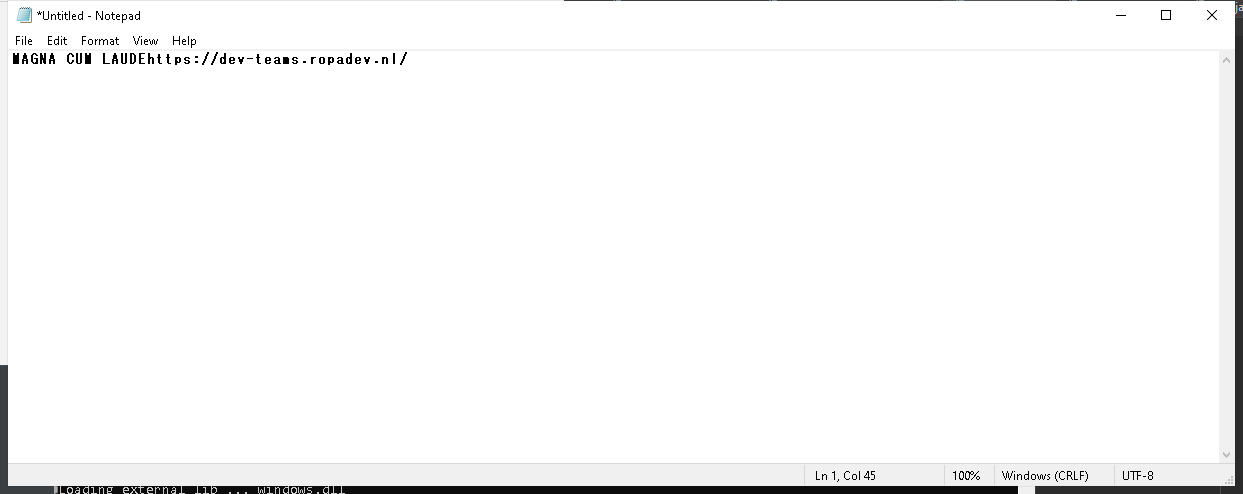 *Untitled - Notepad
File Edit Format View Help
MAGNA CUM LAUDEhttps://dev-teams.ropadev.nl/
Ln 1, Col 45 100% Windows (CRLF) UTF-8
Loading external lib ... windows.dll